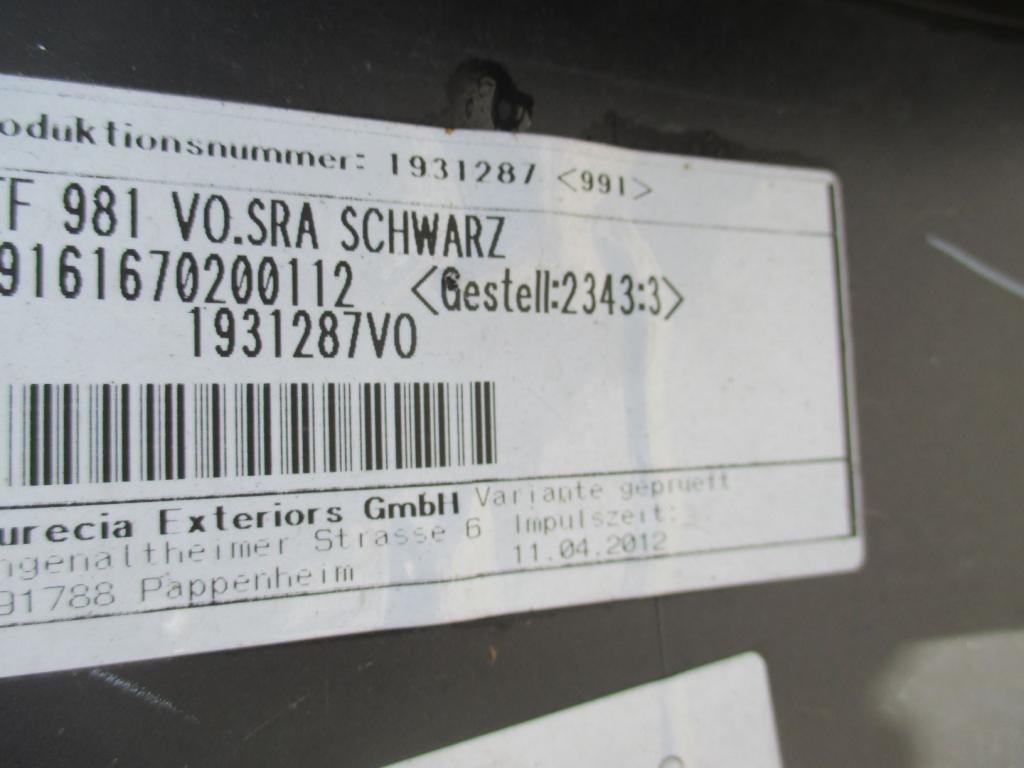 oduktionsnummer: 1931287 <991>
F 981 VO.SRA SCHWARZ
9161670200112 <Gestell:2343:3>
1931287VO
urecia Exteriors GmbH Variante geprueft
ngenaltheimer Strasse 6 Impulszeit:
91788 Pappenheim 11.04.2012